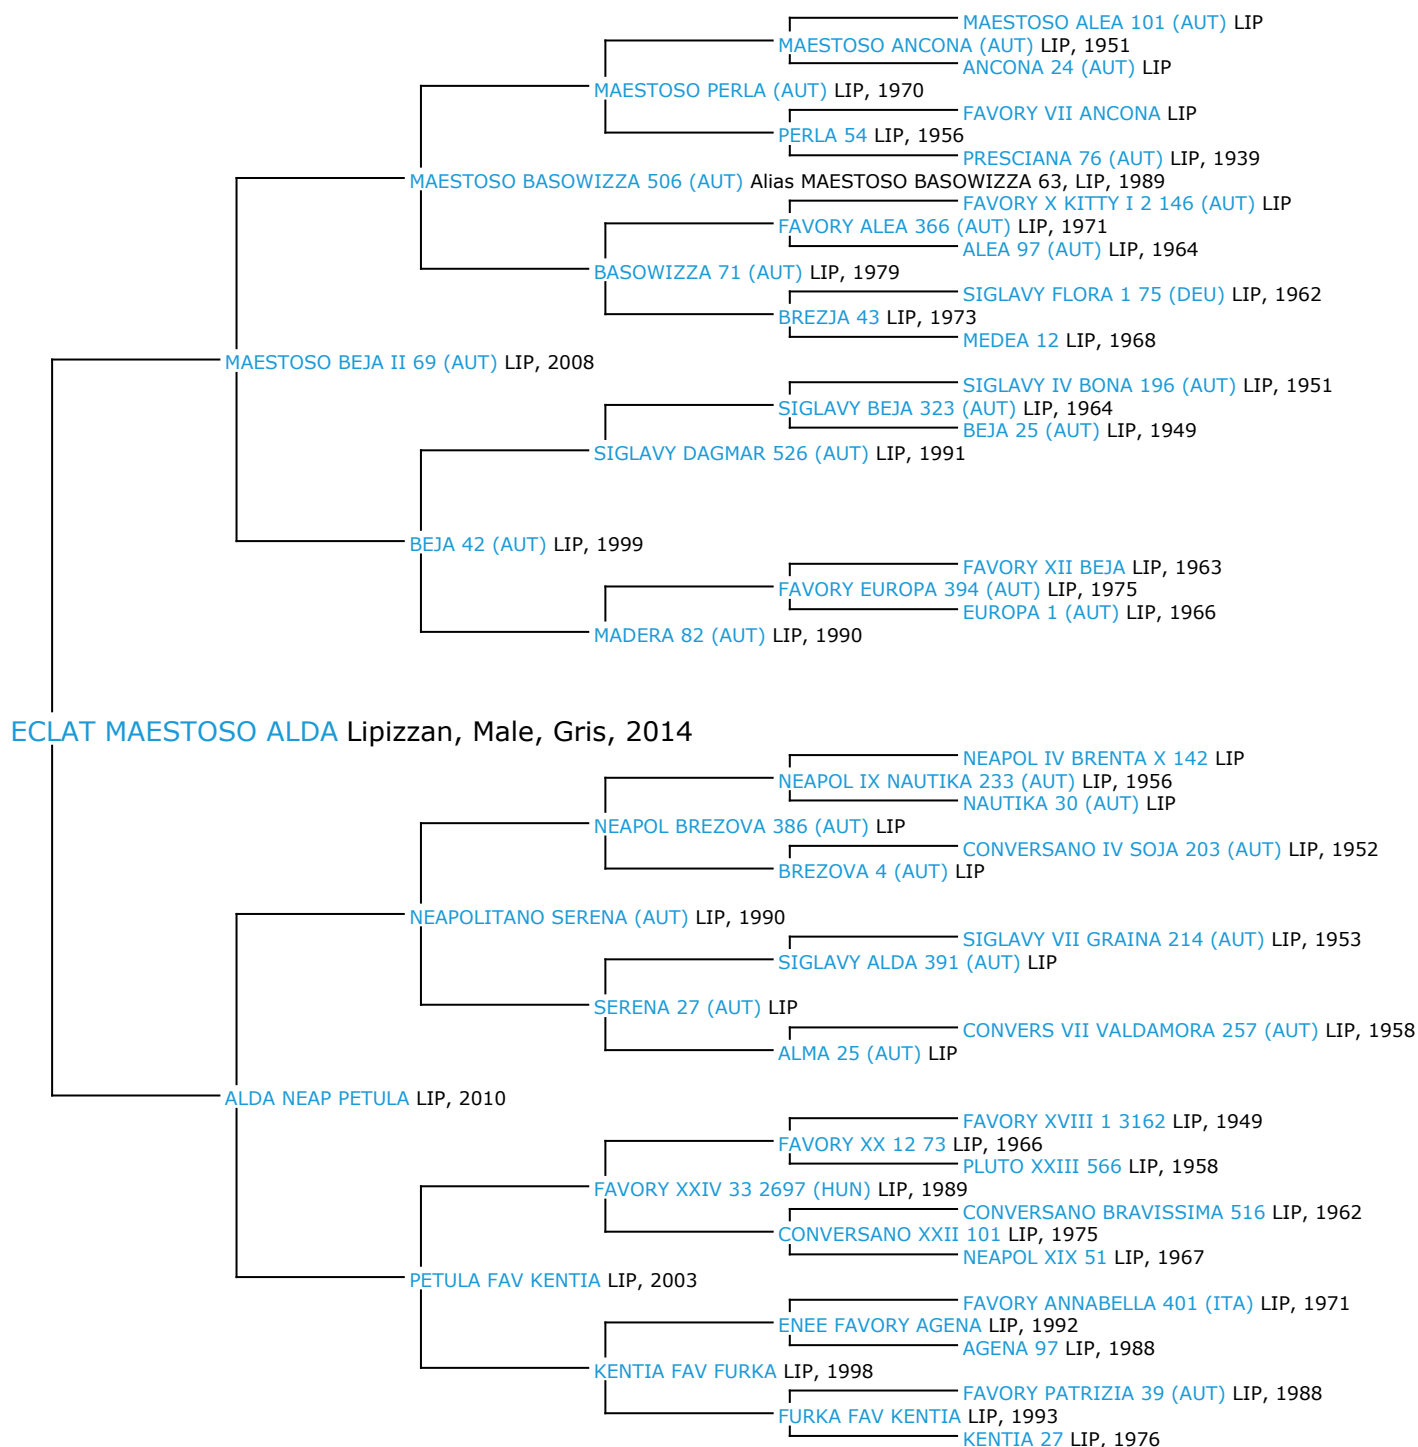 MAESTOSO ALEA 101 (AUT) LIP
MAESTOSO ANCONA (AUT) LIP, 1951
ANCONA 24 (AUT) LIP
MAESTOSO PERLA (AUT) LIP, 1970
FAVORY VII ANCONA LIP
PERLA 54 LIP, 1956
PRESCIANA 76 (AUT) LIP, 1939
MAESTOSO BASOWIZZA 506 (AUT) Alias MAESTOSO BASOWIZZA 63, LIP, 1989
FAVORY X KITTY I 2 146 (AUT) LIP
FAVORY ALEA 366 (AUT) LIP, 1971
ALEA 97 (AUT) LIP, 1964
BASOWIZZA 71 (AUT) LIP, 1979
SIGLAVY FLORA 1 75 (DEU) LIP, 1962
BREZJA 43 LIP, 1973
MEDEA 12 LIP, 1968
MAESTOSO BEJA II 69 (AUT) LIP, 2008
SIGLAVY IV BONA 196 (AUT) LIP, 1951
SIGLAVY BEJA 323 (AUT) LIP, 1964
BEJA 25 (AUT) LIP, 1949
SIGLAVY DAGMAR 526 (AUT) LIP, 1991
BEJA 42 (AUT) LIP, 1999
FAVORY XII BEJA LIP, 1963
FAVORY EUROPA 394 (AUT) LIP, 1975
EUROPA 1 (AUT) LIP, 1966
MADERA 82 (AUT) LIP, 1990
ECLAT MAESTOSO ALDA Lipizzan, Male, Gris, 2014
NEAPOL IV BRENTA X 142 LIP
NEAPOL IX NAUTIKA 233 (AUT) LIP, 1956
NAUTIKA 30 (AUT) LIP
NEAPOL BREZOVA 386 (AUT) LIP
CONVERSANO IV SOJA 203 (AUT) LIP, 1952
BREZOVA 4 (AUT) LIP
NEAPOLITANO SERENA (AUT) LIP, 1990
SIGLAVY VII GRAINA 214 (AUT) LIP, 1953
SIGLAVY ALDA 391 (AUT) LIP
SERENA 27 (AUT) LIP
CONVERS VII VALDAMORA 257 (AUT) LIP, 1958
ALMA 25 (AUT) LIP
ALDA NEAP PETULA LIP, 2010
FAVORY XVIII 1 3162 LIP, 1949
FAVORY XX 12 73 LIP, 1966
PLUTO XXIII 566 LIP, 1958
FAVORY XXIV 33 2697 (HUN) LIP, 1989
CONVERSANO BRAVISSIMA 516 LIP, 1962
CONVERSANO XXII 101 LIP, 1975
NEAPOL XIX 51 LIP, 1967
PETULA FAV KENTIA LIP, 2003
FAVORY ANNABELLA 401 (ITA) LIP, 1971
ENEE FAVORY AGENA LIP, 1992
AGENA 97 LIP, 1988
KENTIA FAV FURKA LIP, 1998
FAVORY PATRIZIA 39 (AUT) LIP, 1988
FURKA FAV KENTIA LIP, 1993
KENTIA 27 LIP, 1976